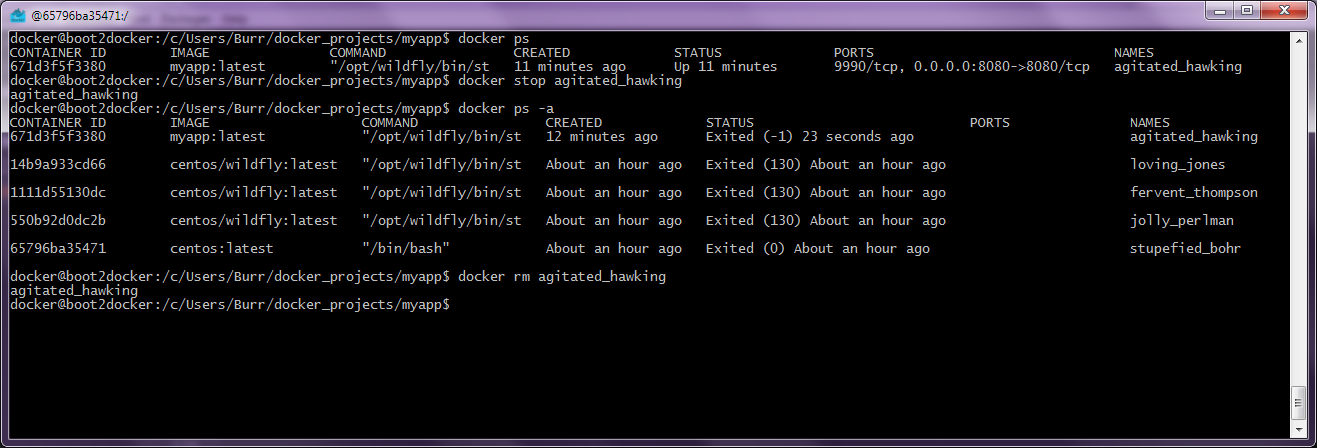 @65796ba35471:/
docker@boot2docker:/c/Users/Burr/docker_projects/myapp$ docker ps
CONTAINER ID IMAGE COMMAND CREATED STATUS PORTS NAMES
671d3f5f3380 myapp:latest "/opt/wildfly/bin/st 11 minutes ago Up 11 minutes 9990/tcp, 0.0.0.0:8080->8080/tcp agitated_hawking
docker@boot2docker:/c/Users/Burr/docker_projects/myapp$ docker stop agitated_hawking
agitated_hawking
docker@boot2docker:/c/Users/Burr/docker_projects/myapp$ docker ps -a
CONTAINER ID IMAGE COMMAND CREATED STATUS PORTS NAMES
671d3f5f3380 myapp:latest "/opt/wildfly/bin/st 12 minutes ago Exited (-1) 23 seconds ago agitated_hawking
14b9a933cd66 centos/wildfly:latest "/opt/wildfly/bin/st About an hour ago Exited (130) About an hour ago loving_jones
1111d55130dc centos/wildfly:latest "/opt/wildfly/bin/st About an hour ago Exited (130) About an hour ago fervent_thompson
550b92d0dc2b centos/wildfly:latest "/opt/wildfly/bin/st About an hour ago Exited (130) About an hour ago jolly_perlman
65796ba35471 centos:latest "/bin/bash" About an hour ago Exited (0) About an hour ago stupefied_bohr
docker@boot2docker:/c/Users/Burr/docker_projects/myapp$ docker rm agitated_hawking
agitated_hawking
docker@boot2docker:/c/Users/Burr/docker_projects/myapp$